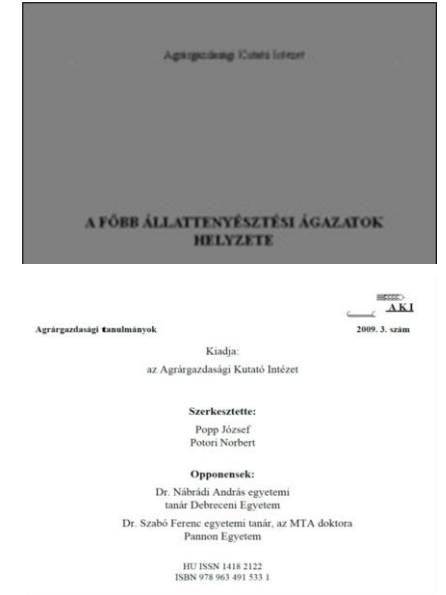 Agrárgazdasági Kutató Intézet
A FŐBB ÁLLATTENYÉSZTÉSI ÁGAZATOK
HELYZETE
AKI
Agrárgazdasági tanulmányok 2009. 3. szám
Kiadja:
az Agrárgazdasági Kutató Intézet
Szerkesztette:
Popp József
Potori Norbert
Opponensek:
Dr. Nábrádi András egyetemi
tanár Debreceni Egyetem
Dr. Szabó Ferenc egyetemi tanár, az MTA doktora
Pannon Egyetem
HU ISSN 1418 2122
ISBN 978 963 491 533 1